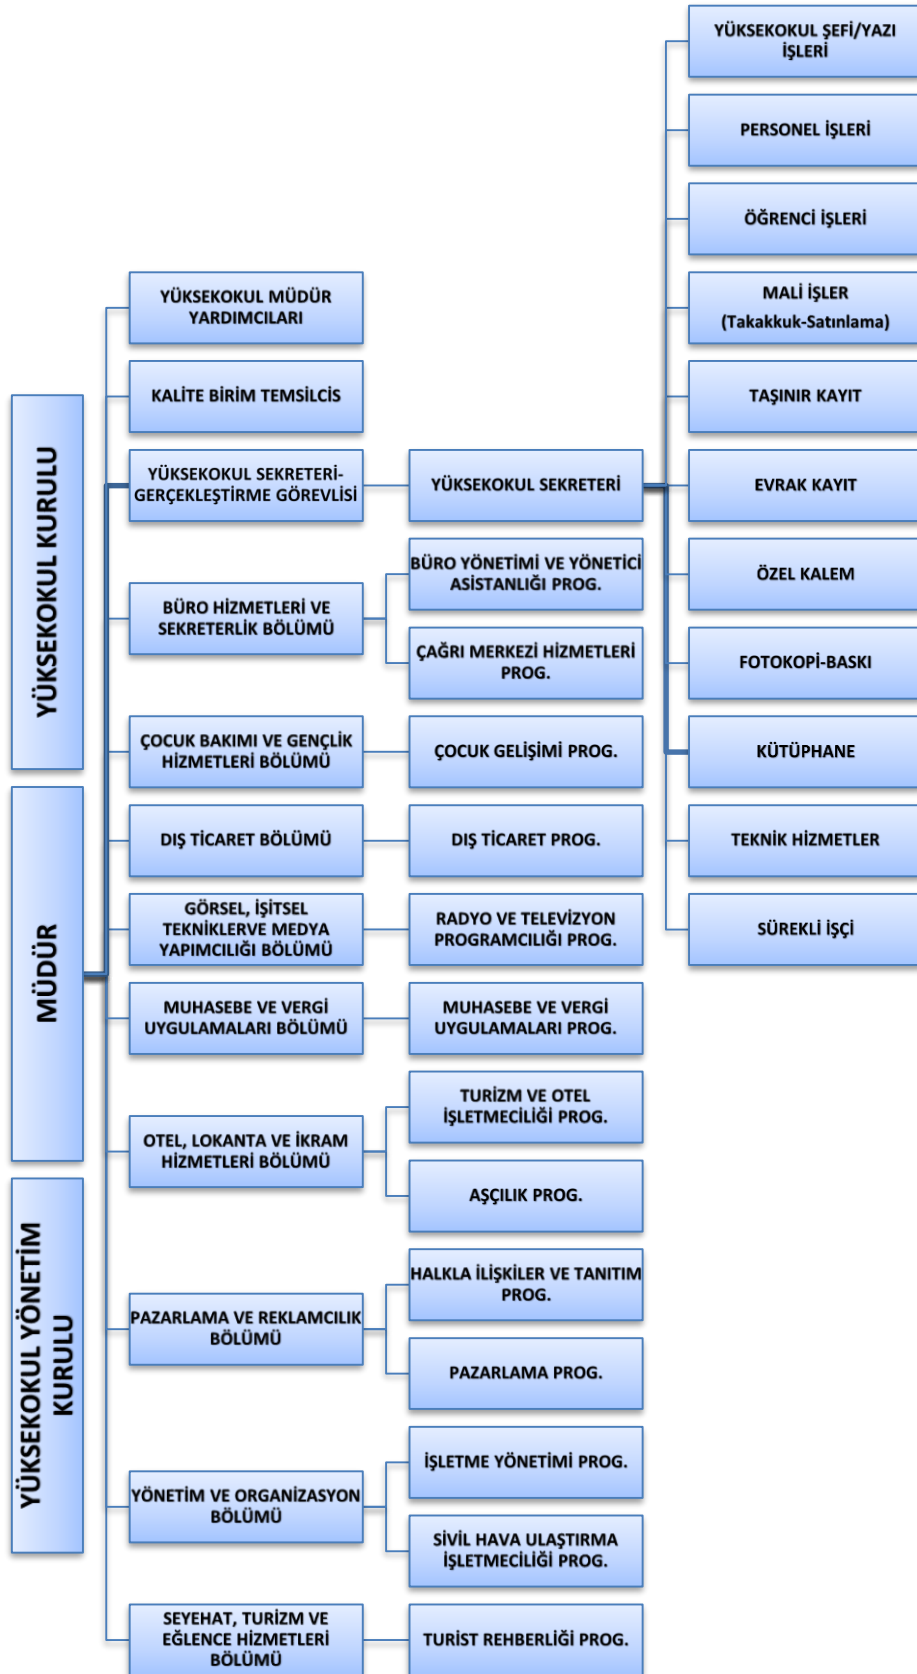 YÜKSEKOKUL KURULU
MÜDÜR
YÜKSEKOKUL YÖNETİM
KURULU
YÜKSEKOKUL MÜDÜR
YARDIMCILARI
KALİTE BİRİM TEMSİLCİS
YÜKSEKOKUL SEKRETERİ-
GERÇEKLEŞTİRME GÖREVLİSİ
YÜKSEKOKUL SEKRETERİ
YÜKSEKOKUL ŞEFİ/YAZI
İŞLERİ
PERSONEL İŞLERİ
ÖĞRENCİ İŞLERİ
MALİ İŞLER
(Takakkuk-Satınlama)
TAŞINIR KAYIT
EVRAK KAYIT
ÖZEL KALEM
FOTOKOPİ-BASKI
KÜTÜPHANE
TEKNİK HİZMETLER
SÜREKLİ İŞÇİ
BÜRO HİZMETLERİ VE
SEKRETERLİK BÖLÜMÜ
BÜRO YÖNETİMİ VE YÖNETİCİ
ASİSTANLIĞI PROG.
ÇAĞRI MERKEZİ HİZMETLERİ
PROG.
ÇOCUK BAKIMI VE GENÇLİK
HİZMETLERİ BÖLÜMÜ
ÇOCUK GELİŞİMİ PROG.
DIŞ TİCARET BÖLÜMÜ
DIŞ TİCARET PROG.
GÖRSEL, İŞİTSEL
TEKNİKLERVE MEDYA
YAPIMCILIĞI BÖLÜMÜ
RADYO VE TELEVİZYON
PROGRAMCILIĞI PROG.
MUHASEBE VE VERGİ
UYGULAMALARI BÖLÜMÜ
MUHASEBE VE VERGİ
UYGULAMALARI PROG.
OTEL, LOKANTA VE İKRAM
HİZMETLERİ BÖLÜMÜ
TURİZM VE OTEL
İŞLETMECİLİĞİ PROG.
AŞÇILIK PROG.
PAZARLAMA VE REKLAMCILIK
BÖLÜMÜ
HALKLA İLİŞKİLER VE TANITIM
PROG.
PAZARLAMA PROG.
YÖNETİM VE ORGANİZASYON
BÖLÜMÜ
İŞLETME YÖNETİMİ PROG.
SİVİL HAVA ULAŞTIRMA
İŞLETMECİLİĞİ PROG.
SEYEHAT, TURİZM VE
EĞLENCE HİZMETLERİ
BÖLÜMÜ
TURİST REHBERLİĞİ PROG.